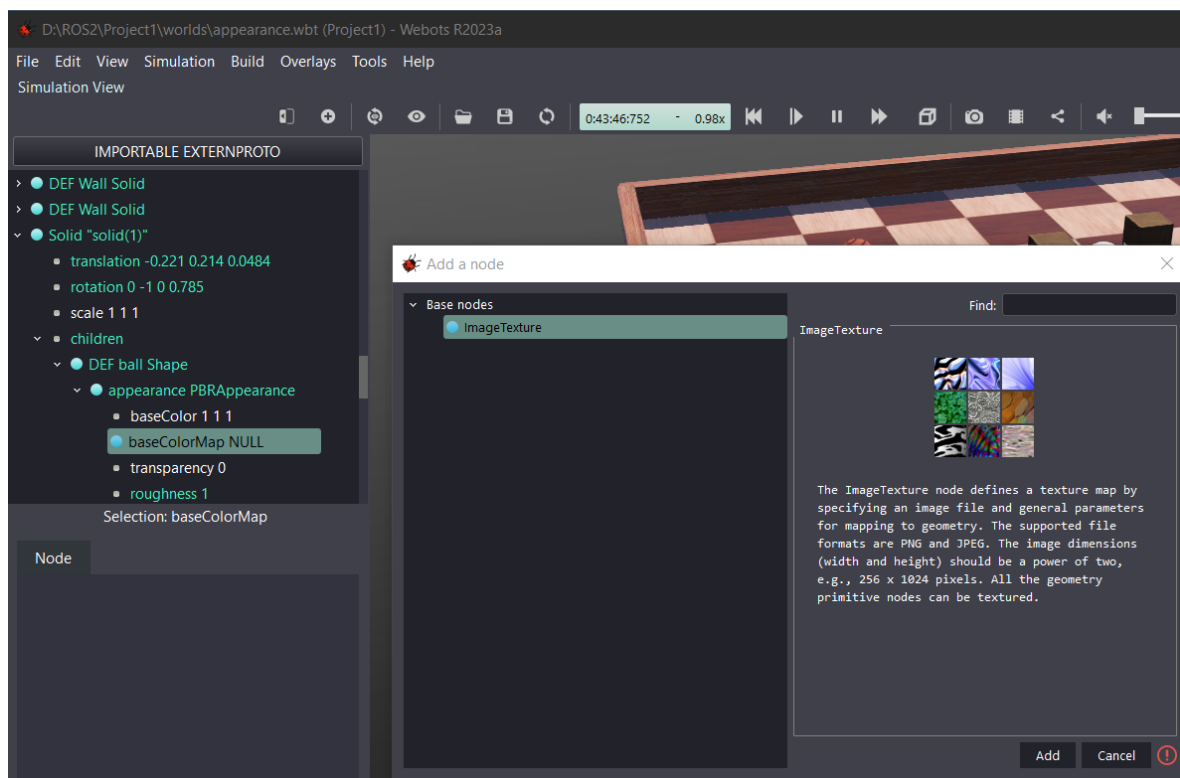 D:\ROS2\Project1\worlds\appearance.wbt (Project1) - Webots R2023a
File Edit View Simulation Build Overlays Tools Help
Simulation View
0:43:46:752 - 0.98x
IMPORTABLE EXTERNPROTO
DEF Wall Solid
DEF Wall Solid
Solid "solid(1)"
translation -0.221 0.214 0.0484
rotation 0 -1 0 0.785
scale 1 1 1
children
DEF ball Shape
appearance PBRAppearance
baseColor 1 1 1
baseColorMap NULL
transparency 0
roughness 1
Selection: baseColorMap
Node
Add a node
Base nodes
ImageTexture
Find:
ImageTexture
The ImageTexture node defines a texture map by
specifying an image file and general parameters
for mapping to geometry. The supported file
formats are PNG and JPEG. The image dimensions
(width and height) should be a power of two,
e.g., 256 x 1024 pixels. All the geometry
primitive nodes can be textured.
Add Cancel